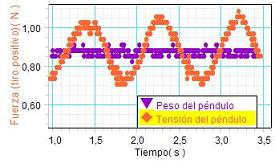 Fuerza (tiro positivo)( N )
1,00
0,80
0,60
Peso del péndulo
Tensión del péndulo
1,0 1,5 2,0 2,5 3,0 3,5
Tiempo( s )